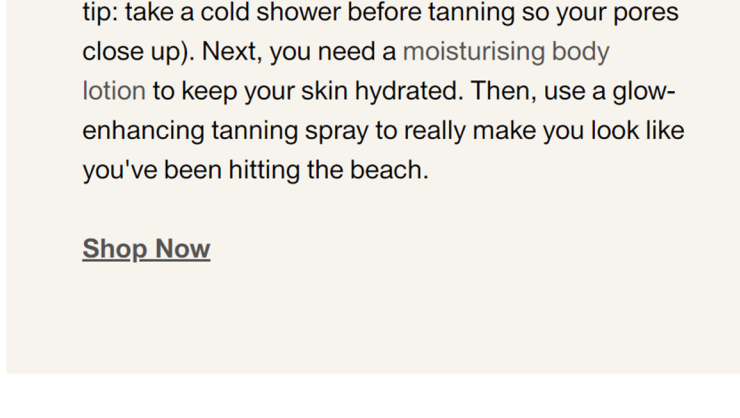 tip: take a cold shower before tanning so your pores
close up). Next, you need a moisturising body
lotion to keep your skin hydrated. Then, use a glow-
enhancing tanning spray to really make you look like
you've been hitting the beach.
Shop Now